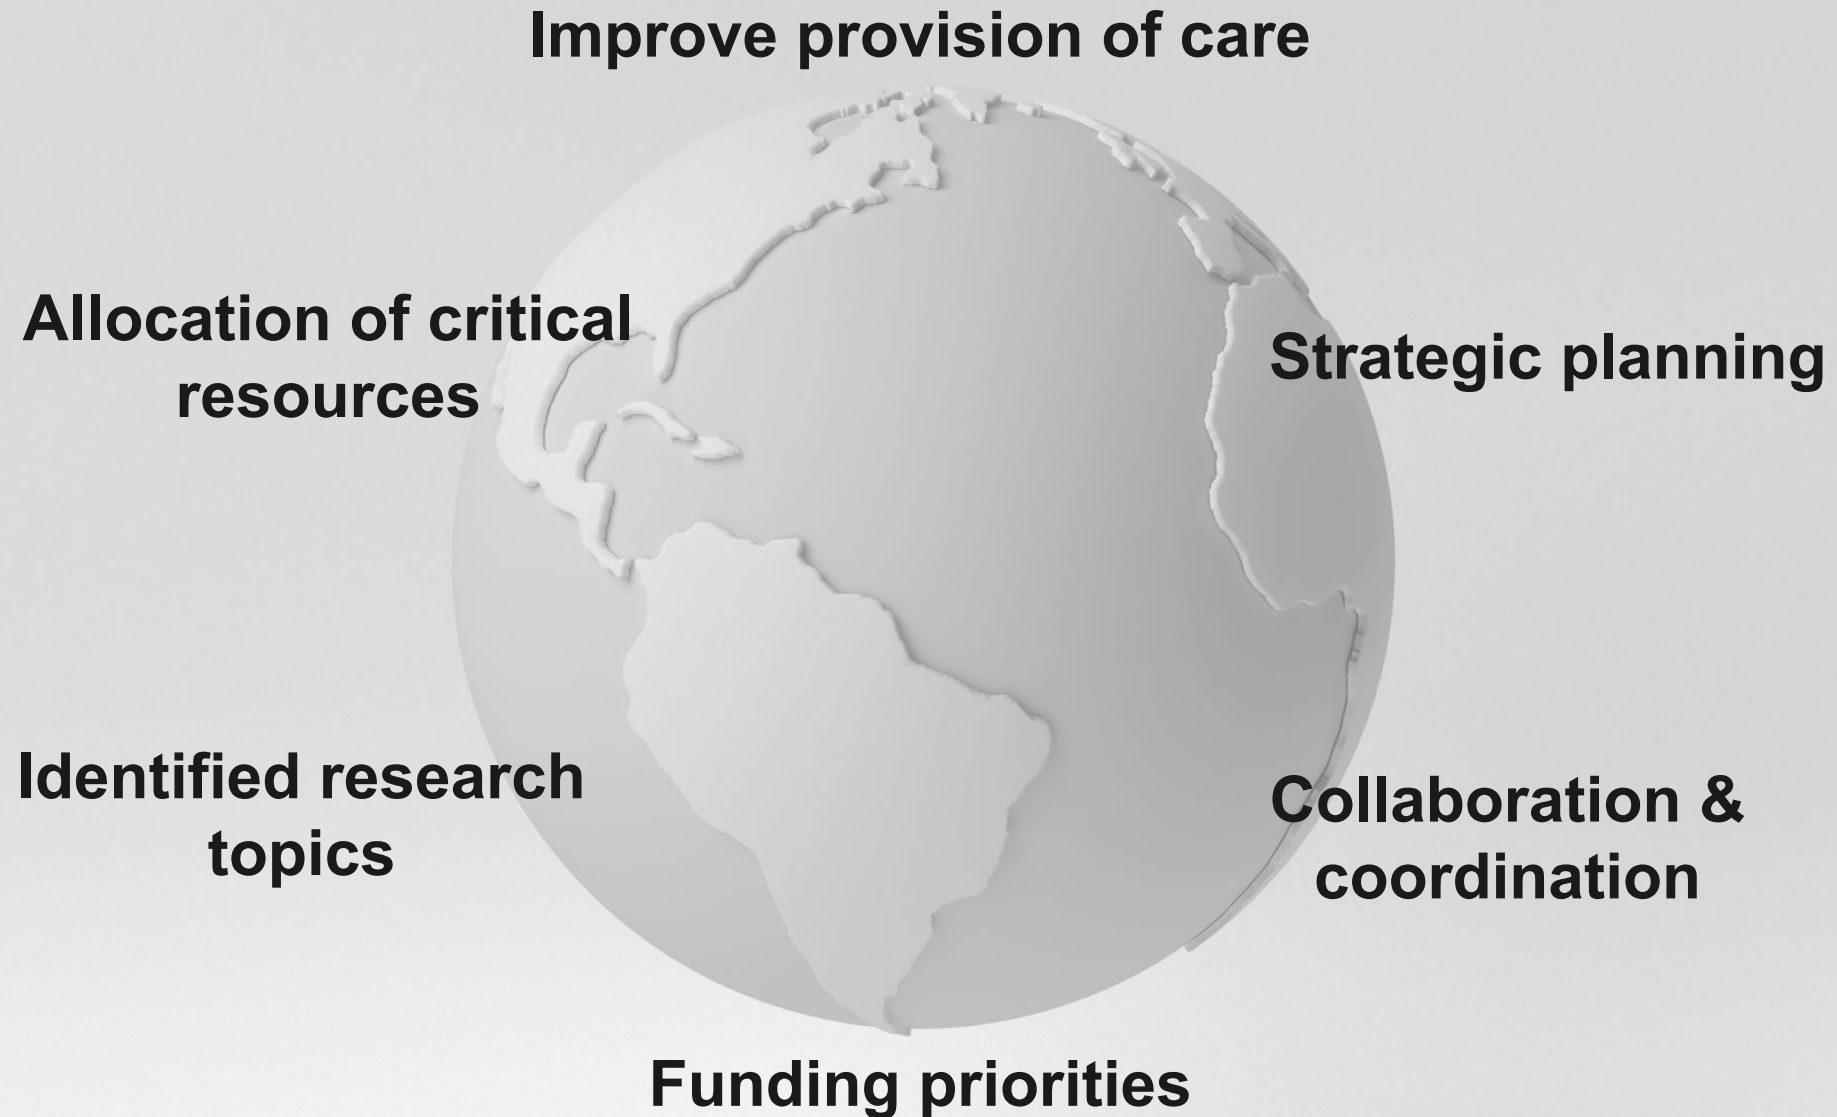 Improve provision of care
Allocation of critical
resources
Strategic planning
Identified research
topics
Collaboration &
coordination
Funding priorities